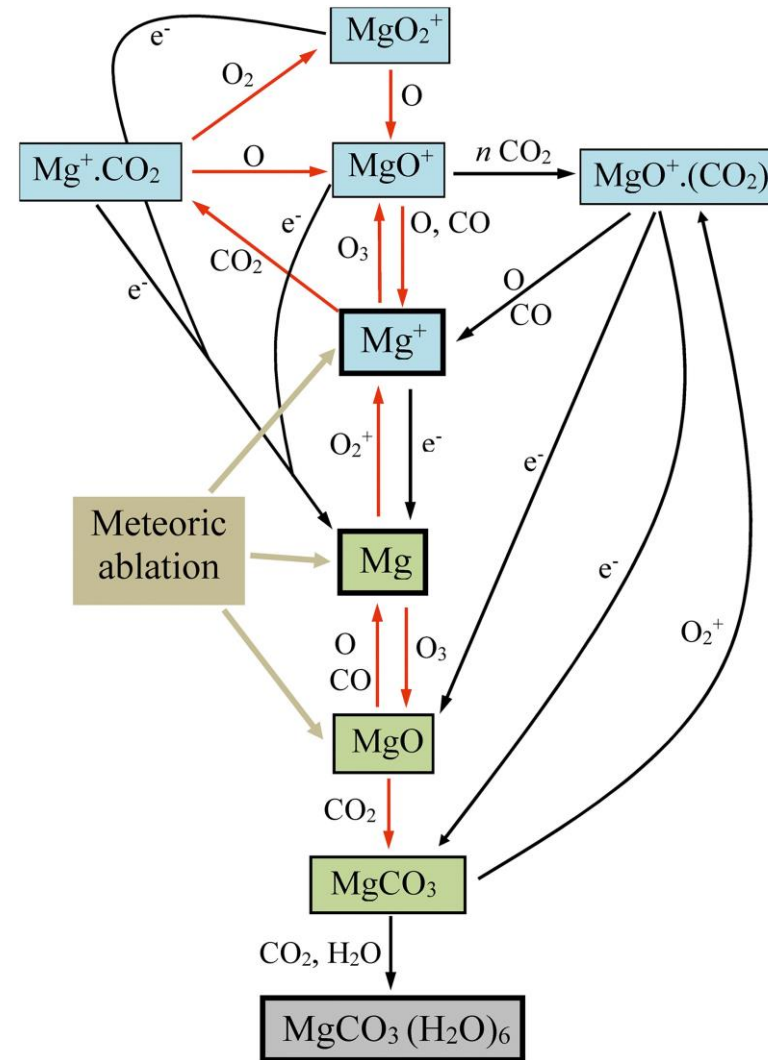 MgO₂⁺
e⁻
O₂
O
Mg⁺.CO₂
O
MgO⁺
n CO₂
MgO⁺.(CO₂)
e⁻
O₃
O, CO
CO₂
e⁻
O
CO
Mg⁺
O₂⁺
e⁻
e⁻
Meteoric
ablation
Mg
e⁻
O
CO
O₃
O₂⁺
MgO
CO₂
MgCO₃
CO₂, H₂O
MgCO₃ (H₂O)₆